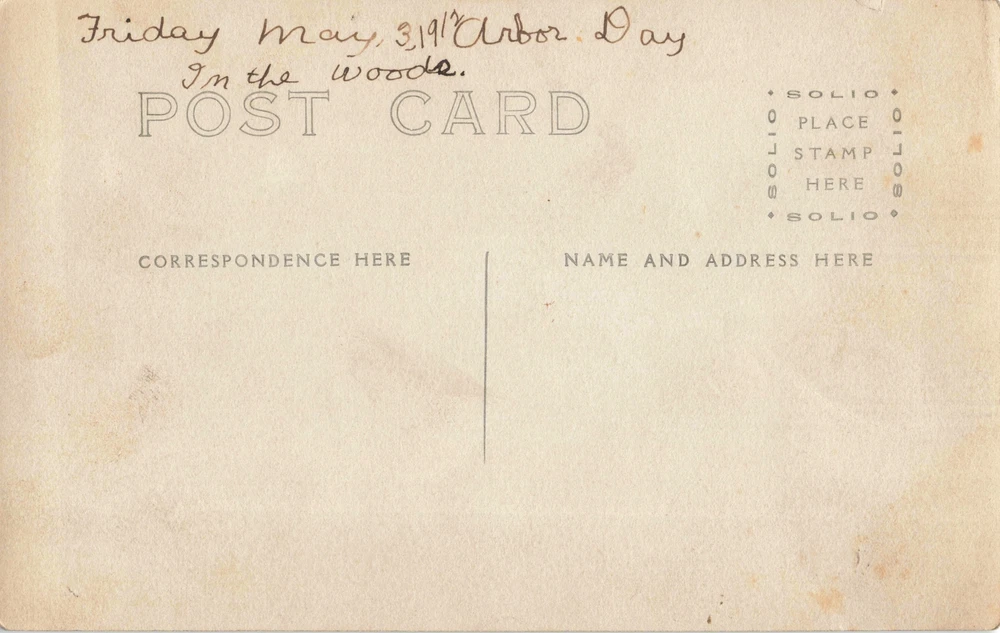 Friday May, 3, 1912 Arbor Day
In the woods.
POST CARD
SOLIO
SOLIO
PLACE
STAMP
HERE
SOLIO
SOLIO
CORRESPONDENCE HERE
NAME AND ADDRESS HERE